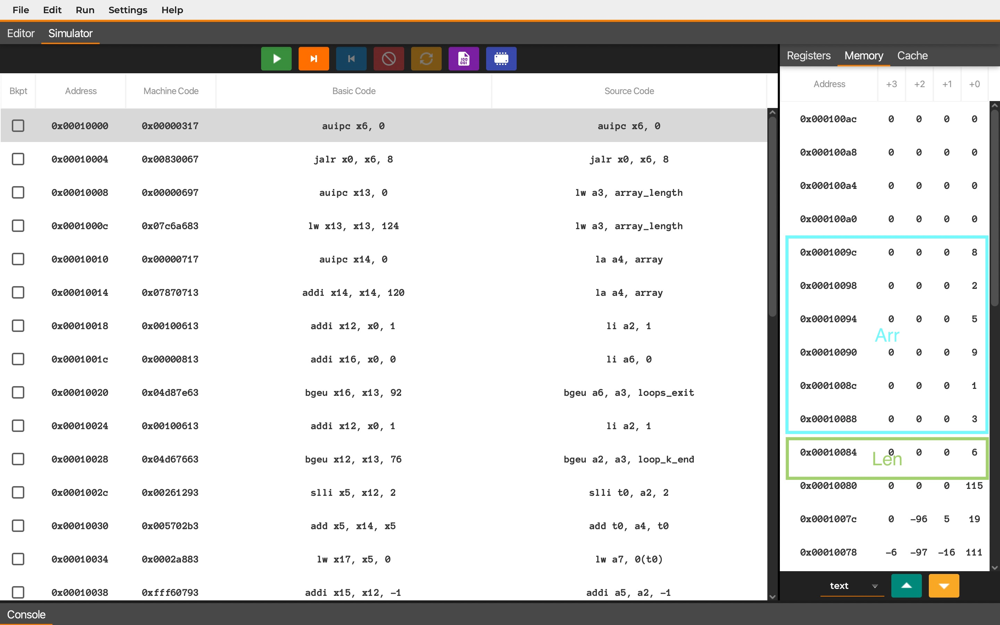 File Edit Run Settings Help
Editor Simulator
Registers Memory Cache
Bkpt Address Machine Code Basic Code Source Code
0x00010000 0x00000317 auipc x6, 0 auipc x6, 0
0x00010004 0x00830067 jalr x0, x6, 8 jalr x0, x6, 8
0x00010008 0x00000697 auipc x13, 0 lw a3, array_length
0x0001000c 0x07c6a683 lw x13, x13, 124 lw a3, array_length
0x00010010 0x00000717 auipc x14, 0 la a4, array
0x00010014 0x07870713 addi x14, x14, 120 la a4, array
0x00010018 0x00100613 addi x12, x0, 1 li a2, 1
0x0001001c 0x00000813 addi x16, x0, 0 li a6, 0
0x00010020 0x04d87e63 bgeu x16, x13, 92 bgeu a6, a3, loops_exit
0x00010024 0x00100613 addi x12, x0, 1 li a2, 1
0x00010028 0x04d67663 bgeu x12, x13, 76 bgeu a2, a3, loop_k_end
0x0001002c 0x00261293 slli x5, x12, 2 slli t0, a2, 2
0x00010030 0x005702b3 add x5, x14, x5 add t0, a4, t0
0x00010034 0x0002a883 lw x17, x5, 0 lw a7, 0(t0)
0x00010038 0xfff60793 addi x15, x12, -1 addi a5, a2, -1
Address +3 +2 +1 +0
0x000100ac 0 0 0 0
0x000100a8 0 0 0 0
0x000100a4 0 0 0 0
0x000100a0 0 0 0 0
0x0001009c 0 0 0 8
0x00010098 0 0 0 2
0x00010094 0 0 0 5
Arr
0x00010090 0 0 0 9
0x0001008c 0 0 0 1
0x00010088 0 0 0 3
0x00010084 0 0 0 6
Len
0x00010080 0 0 0 115
0x0001007c 0 -96 5 19
0x00010078 -6 -97 -16 111
text
Console